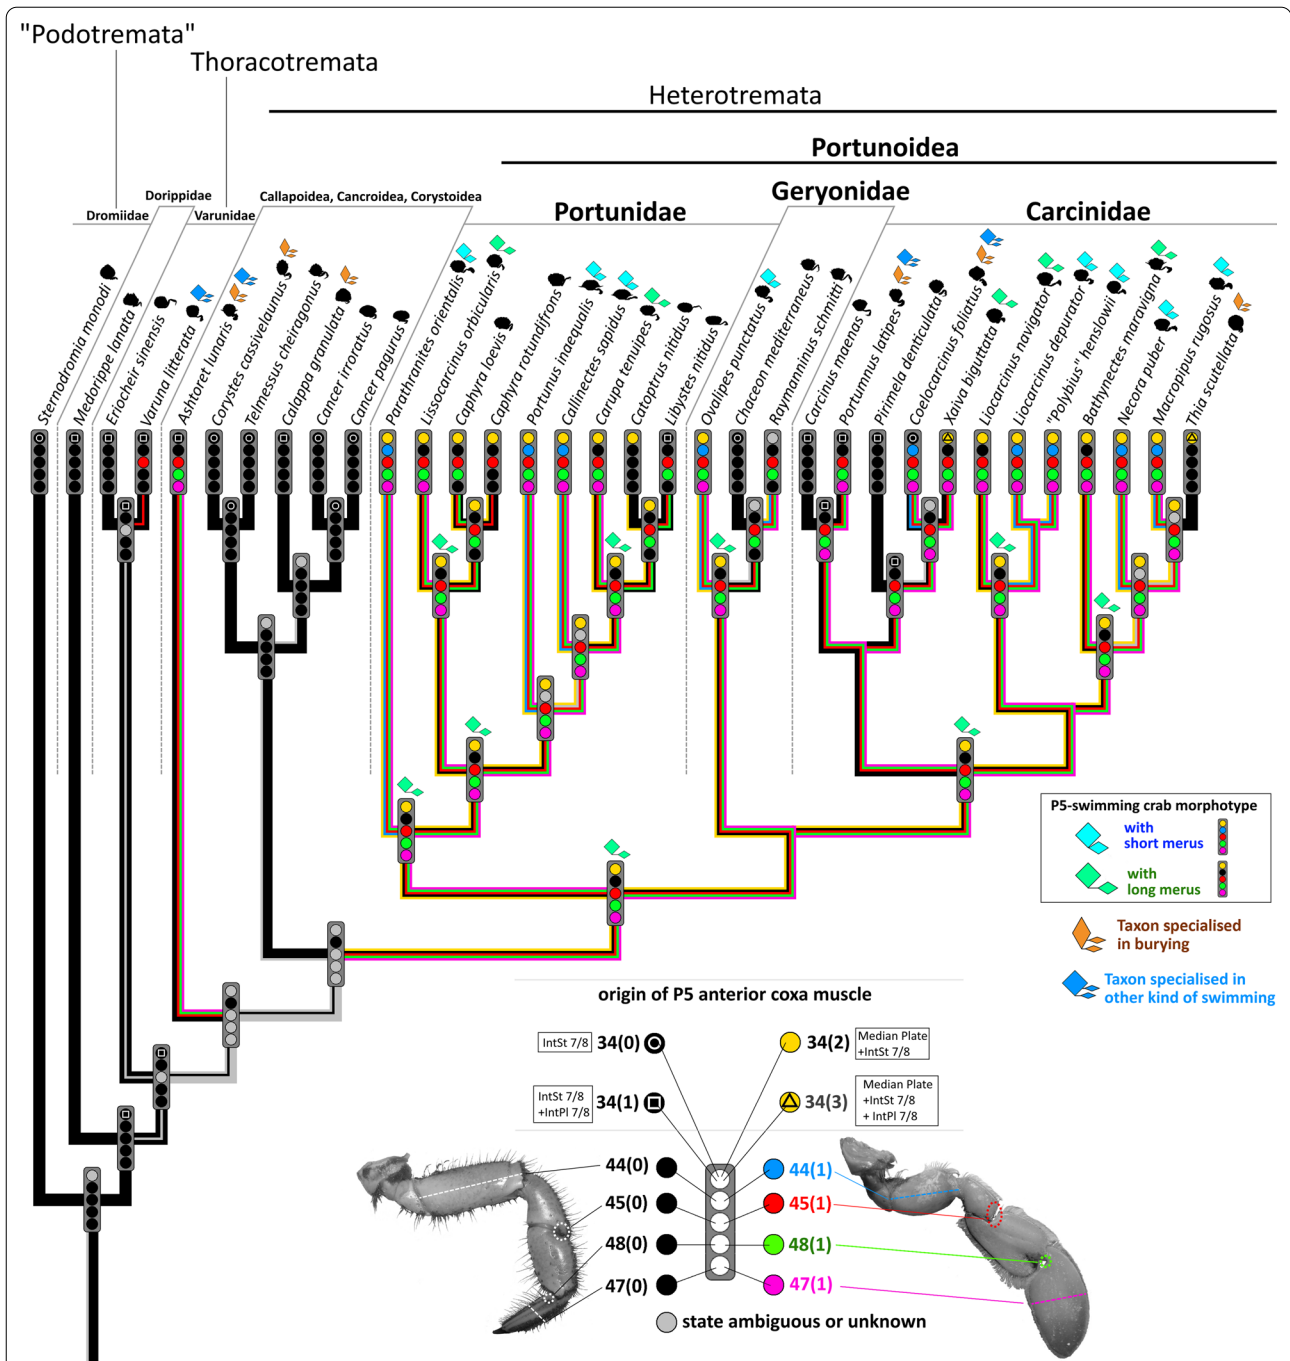 "Podotremata"
Thoracotremata
Heterotremata
Portunoidea
Geryonidae
Dorippidae
Callapoidea, Cancroidea, Corystoidea
Dromiidae
Varunidae
Portunidae
Carcinidae
Sternodromia monodi
Medorippe lanata
Eriocheir sinensis
Varuna litterata
Ashtoret lunaris
Corystes cassivelaunus
Telmessus cheiragonus
Calappa granulata
Cancer irroratus
Cancer pagurus
Parathranites orientalis
Lissocarcinus orbicularis
Caphyra loevis
Caphyra rotundifrons
Portumus inaequalis
Callinectes sapidus
Carupa tenuipes
Catoptrus nitidus
Libystes nitidus
Ovalipes punctatus
Chaceon mediterraneus
Raymanninus schmitti
Carcinus maenas
Portumnus latipes
Pirimela denticulata
Coelocarcinus foliatus
Xaiva biguttata
Liocarcinus navigator
Liocarcinus depurator
"Polybius" henslowii
Bathynectes maravigna
Necora puber
Macropipus rugosus
Thia scutellata
P5-swimming crab morphotype
with
short merus
with
long merus
Taxon specialised
in burying
Taxon specialised in
other kind of swimming
origin of P5 anterior coxa muscle
IntSt 7/8
34(0)
34(2)
Median Plate
+IntSt 7/8
IntSt 7/8
+IntPl 7/8
34(1)
34(3)
Median Plate
+IntSt 7/8
+ IntPl 7/8
44(0)
44(1)
45(0)
45(1)
48(0)
48(1)
47(0)
47(1)
state ambiguous or unknown